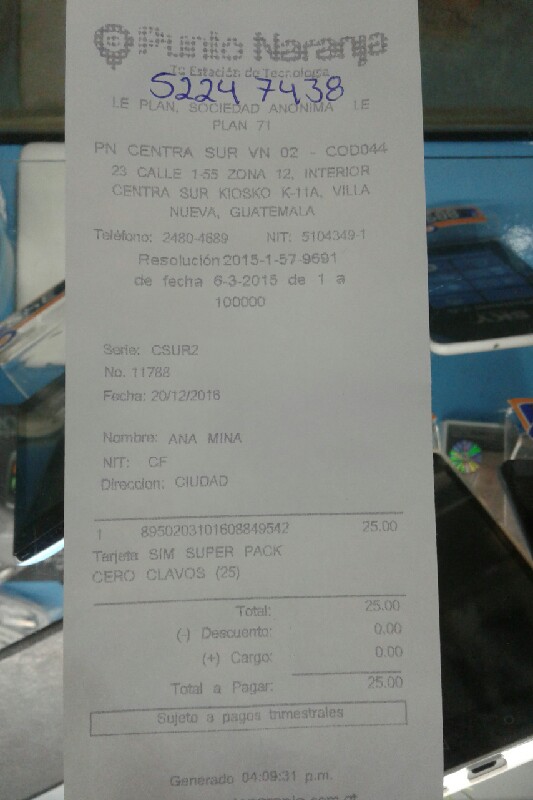 Punto Naranja
Tu Estación de Tecnología
5224 7438
LE PLAN, SOCIEDAD ANONIMA LE
PLAN 71
PN CENTRA SUR VN 02 - COD044
23 CALLE 1-55 ZONA 12, INTERIOR
CENTRA SUR KIOSKO K-11A, VILLA
NUEVA, GUATEMALA
Teléfono: 2480-4689 NIT: 5104349-1
Resolución 2015-1-57-9691
de fecha 6-3-2015 de 1 a
100000
Serie: CSUR2
No. 11788
Fecha: 20/12/2016
Nombre: ANA MINA
NIT: CF
Direccion: CIUDAD
1 8950203101608849542 25.00
Tarjeta SIM SUPER PACK
CERO CLAVOS (25)
Total: 25.00
(-) Descuento: 0.00
(+) Cargo: 0.00
Total a Pagar: 25.00
Sujeto a pagos trimestrales
Generado 04:09:31 p.m.
SKY